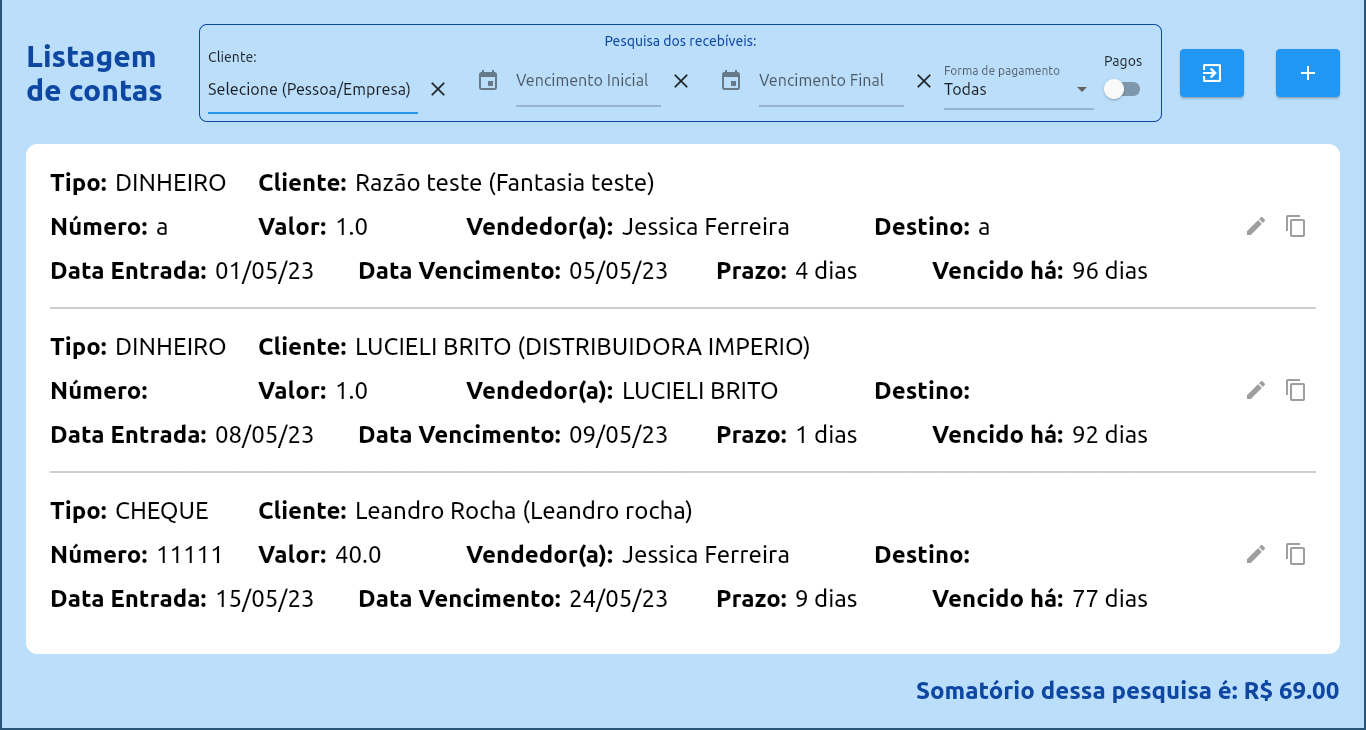 Listagem
de contas
Pesquisa dos recebíveis:
Cliente:
Selecione (Pessoa/Empresa)
Vencimento Inicial
Vencimento Final
Forma de pagamento
Todas
Pagos
Tipo: DINHEIRO Cliente: Razão teste (Fantasia teste)
Número: a Valor: 1.0 Vendedor(a): Jessica Ferreira Destino: a
Data Entrada: 01/05/23 Data Vencimento: 05/05/23 Prazo: 4 dias Vencido há: 96 dias
Tipo: DINHEIRO Cliente: LUCIELI BRITO (DISTRIBUIDORA IMPERIO)
Número: Valor: 1.0 Vendedor(a): LUCIELI BRITO Destino:
Data Entrada: 08/05/23 Data Vencimento: 09/05/23 Prazo: 1 dias Vencido há: 92 dias
Tipo: CHEQUE Cliente: Leandro Rocha (Leandro rocha)
Número: 11111 Valor: 40.0 Vendedor(a): Jessica Ferreira Destino:
Data Entrada: 15/05/23 Data Vencimento: 24/05/23 Prazo: 9 dias Vencido há: 77 dias
Somatório dessa pesquisa é: R$ 69.00